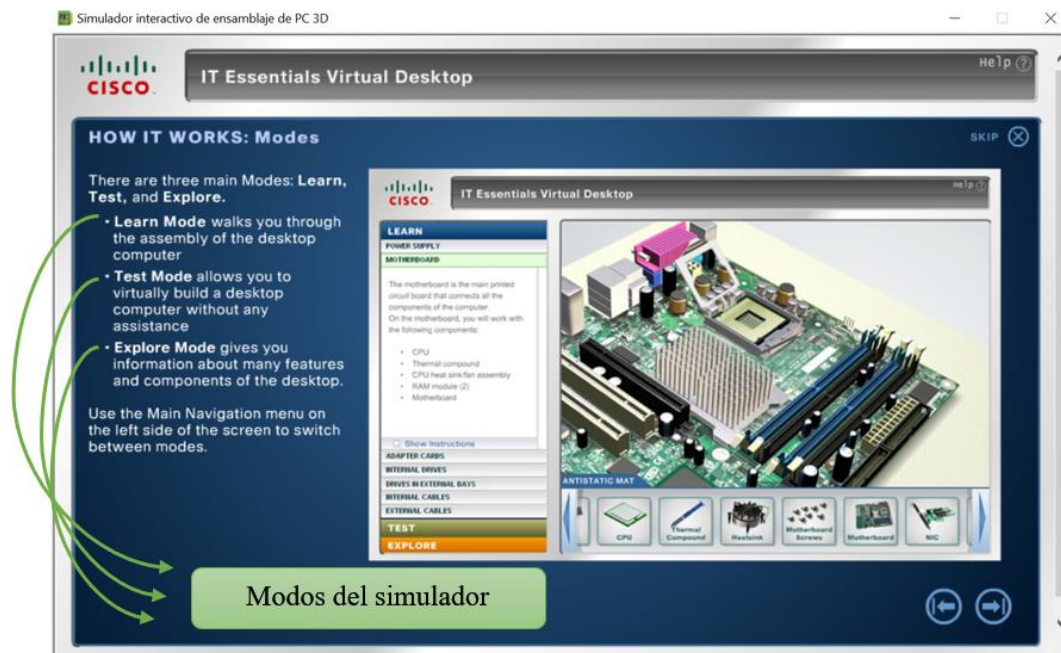 Simulador interactivo de ensamblaje de PC 3D
CISCO
IT Essentials Virtual Desktop
Help ?
HOW IT WORKS: Modes
SKIP
There are three main Modes: Learn,
Test, and Explore.
• Learn Mode walks you through
the assembly of the desktop
computer
• Test Mode allows you to
virtually build a desktop
computer without any
assistance
• Explore Mode gives you
information about many features
and components of the desktop.
Use the Main Navigation menu on
the left side of the screen to switch
between modes.
CISCO
IT Essentials Virtual Desktop
Help ?
LEARN
POWER SUPPLY
MOTHERBOARD
The motherboard is the main printed
circuit board that connects all the
components of the computer.
On the motherboard, you will work with
the following components:
• CPU
• Thermal compound
• CPU heat sink/fan assembly
• RAM module (2)
• Motherboard
Show Instructions
ADAPTER CARDS
INTERNAL DRIVES
DRIVES IN EXTERNAL BAYS
INTERNAL CABLES
EXTERNAL CABLES
TEST
EXPLORE
ANTISTATIC MAT
CPU
Thermal
Compound
Heatsink
Motherboard
Screws
Motherboard
NIC
Modos del simulador